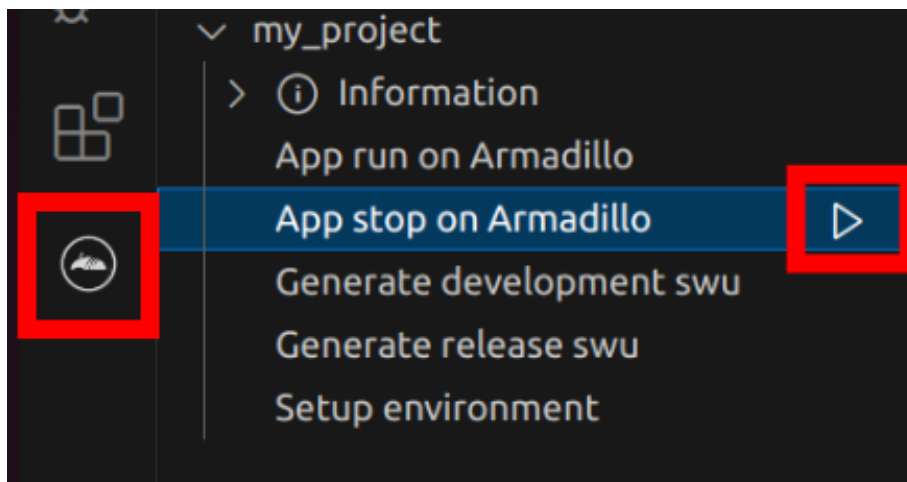 my_project
Information
App run on Armadillo
App stop on Armadillo
Generate development swu
Generate release swu
Setup environment